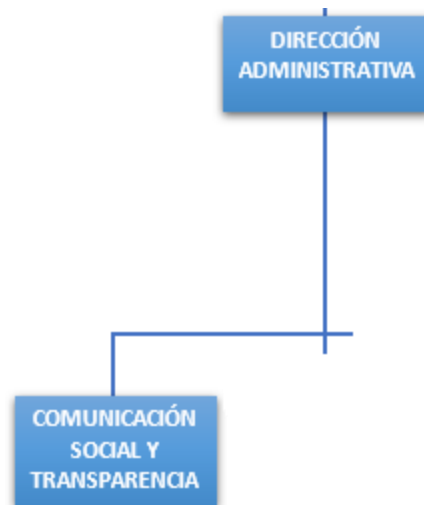 DIRECCIÓN
ADMINISTRATIVA
COMUNICACIÓN
SOCIAL Y
TRANSPARENCIA